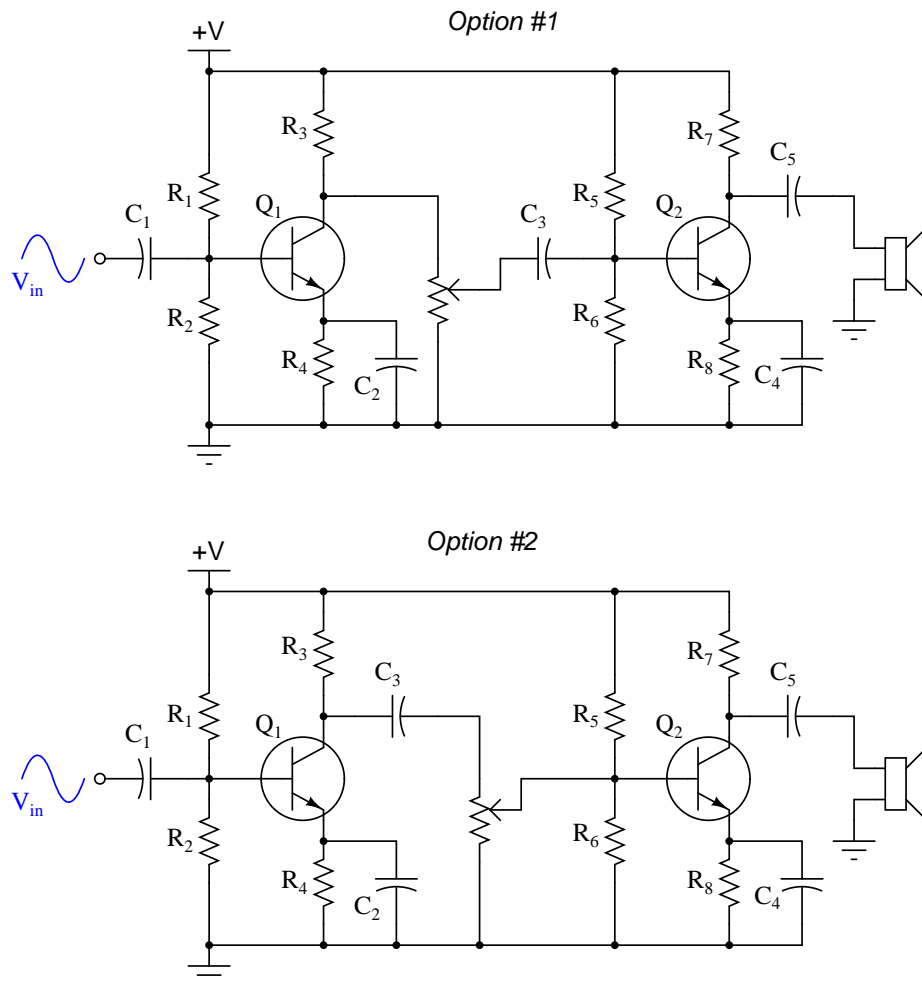 Option #1
+V
R3
R7
C5
R1
Q1
C3
R5
Q2
C1
Vin
R2
R6
R4
C2
R8
C4
Option #2
+V
R3
C3
R7
C5
R1
Q1
R5
Q2
C1
Vin
R2
R6
R4
C2
R8
C4